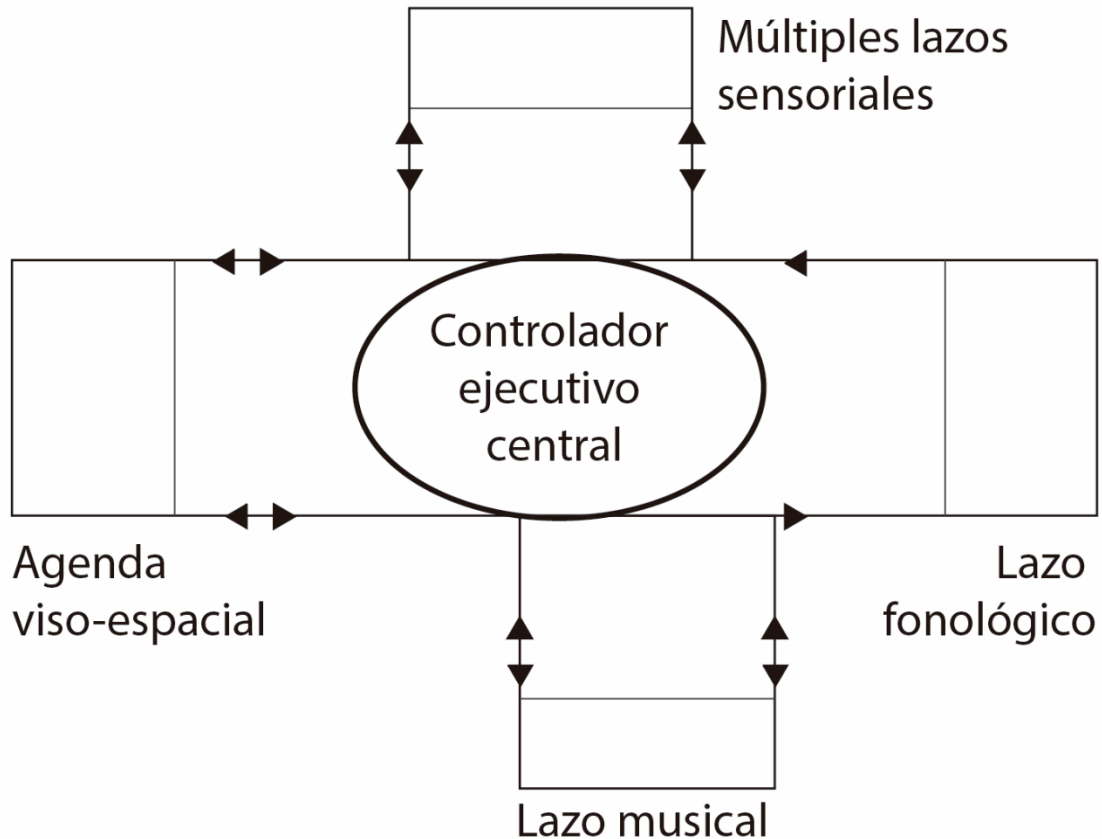 Múltiples lazos
sensoriales
Controlador
ejecutivo
central
Agenda
viso-espacial
Lazo
fonológico
Lazo musical